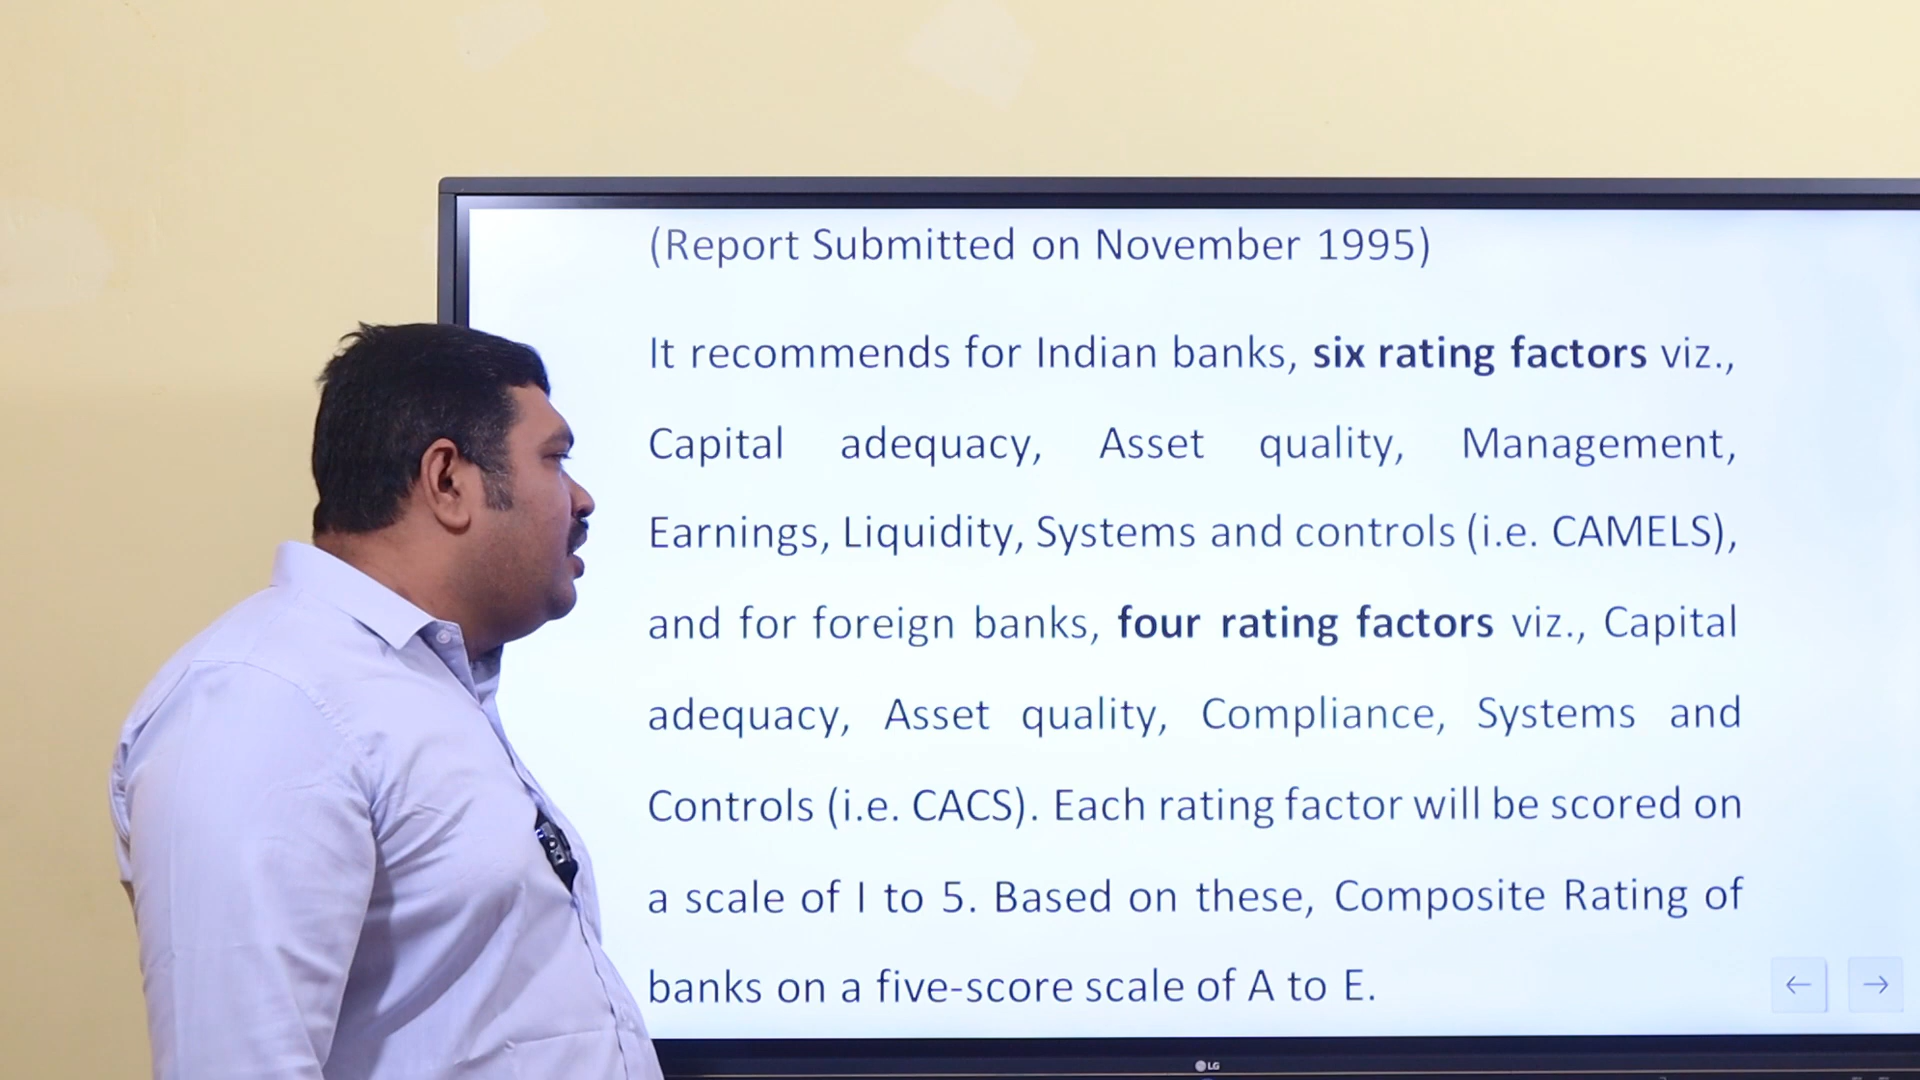 (Report Submitted on November 1995)
It recommends for Indian banks, six rating factors viz.,
Capital adequacy, Asset quality, Management,
Earnings, Liquidity, Systems and controls (i.e. CAMELS),
and for foreign banks, four rating factors viz., Capital
adequacy, Asset quality, Compliance, Systems and
Controls (i.e. CACS). Each rating factor will be scored on
a scale of I to 5. Based on these, Composite Rating of
banks on a five-score scale of A to E.
LG